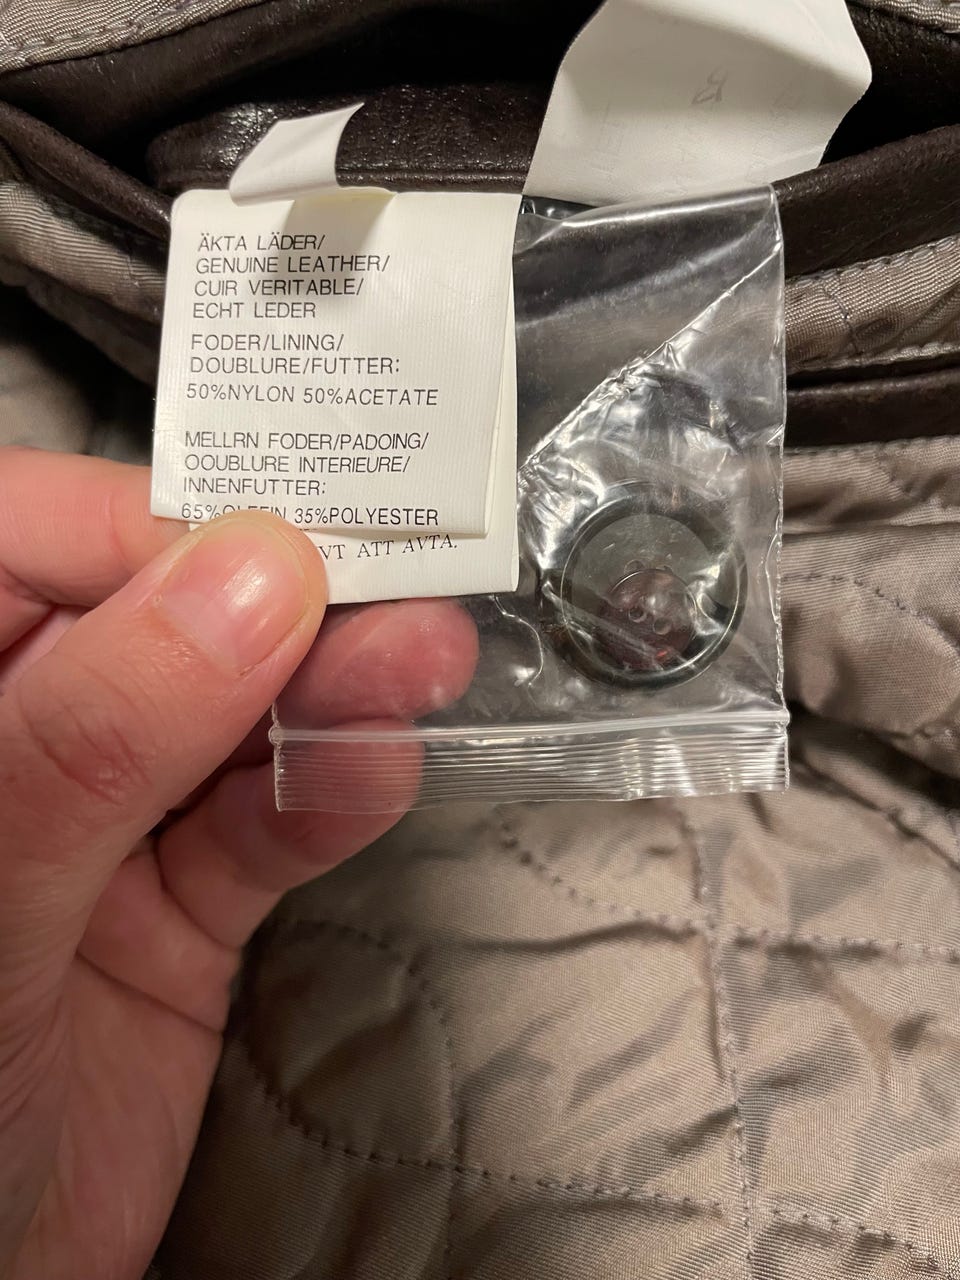 ÄKTA LÄDER/
GENUINE LEATHER/
CUIR VERITABLE/
ECHT LEDER
FODER/LINING/
DOUBLURE/FUTTER:
50%NYLON 50%ACETATE
MELLRN FODER/PADOING/
OOUBLURE INTERIEURE/
INNENFUTTER:
65%OLEFIN 35%POLYESTER
ATT AVTA.